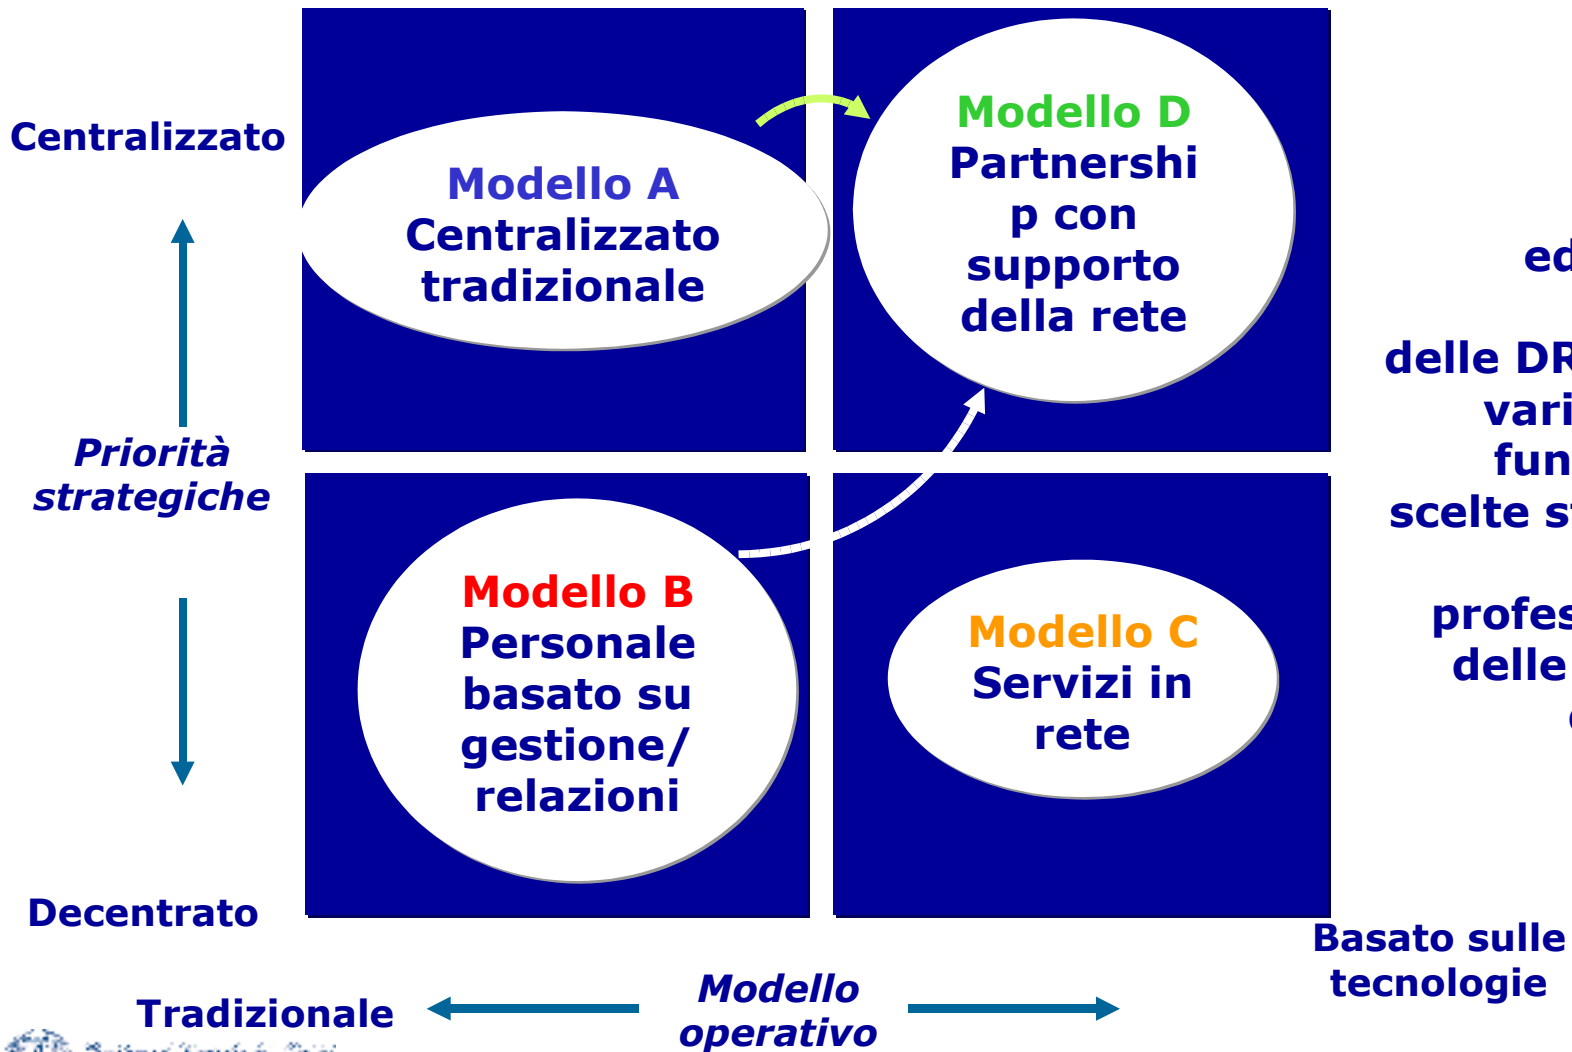 Centralizzato
Modello A
Centralizzato
tradizionale
Modello D
Partnershi
p con
supporto
della rete
Priorità
strategiche
Modello B
Personale
basato su
gestione/
relazioni
Modello C
Servizi in
rete
Decentrato
Tradizionale
Modello
operativo
Basato sulle
tecnologie
ed
delle DR
vari
fun
scelte s
profes
delle